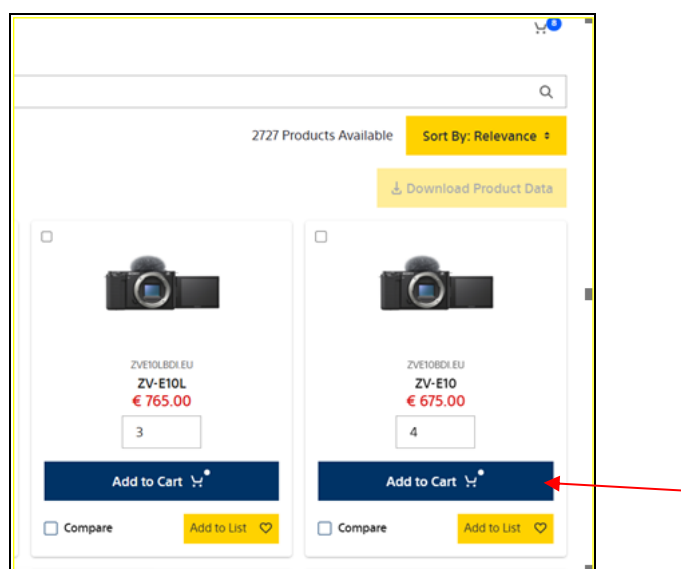 8
2727 Products Available
Sort By: Relevance
Download Product Data
ZVE10LBDI.EU
ZV-E10L
€ 765.00
3
Add to Cart
Compare
Add to List
ZVE10BDI.EU
ZV-E10
€ 675.00
4
Add to Cart
Compare
Add to List